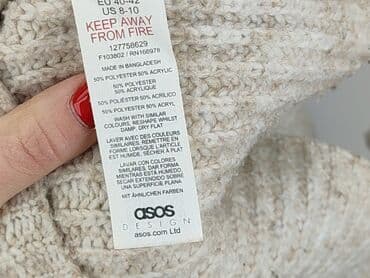 EU 40-42
US 8-10
KEEP AWAY
FROM FIRE
127758629
F103802 / RN166979
MADE IN BANGLADESH
50% POLYESTER 50% ACRYLIC
50% POLYESTER 50%
ACRYLIQUE
50% POLIÉSTER 50% ACRÍLICO
50% POLYESTER 50% ACRYL
WASH WITH SIMILAR
COLOURS, RESHAPE WHILST
DAMP, DRY FLAT
LAVER AVEC DES COULEURS
SIMILAIRES, REMETTRE EN
FORME LORSQUE L'ARTICLE
EST HUMIDE, SÉCHER À PLAT
LAVAR CON COLORES
SIMILARES, DAR FORMA
MIENTRAS ESTÁ HÚMEDO
SECAR EXTENDIDO SOBRE
UNA SUPERFICIE PLANA
MIT ÄHNLICHEN FARBEN
asos
DESIGN
asos.com Ltd